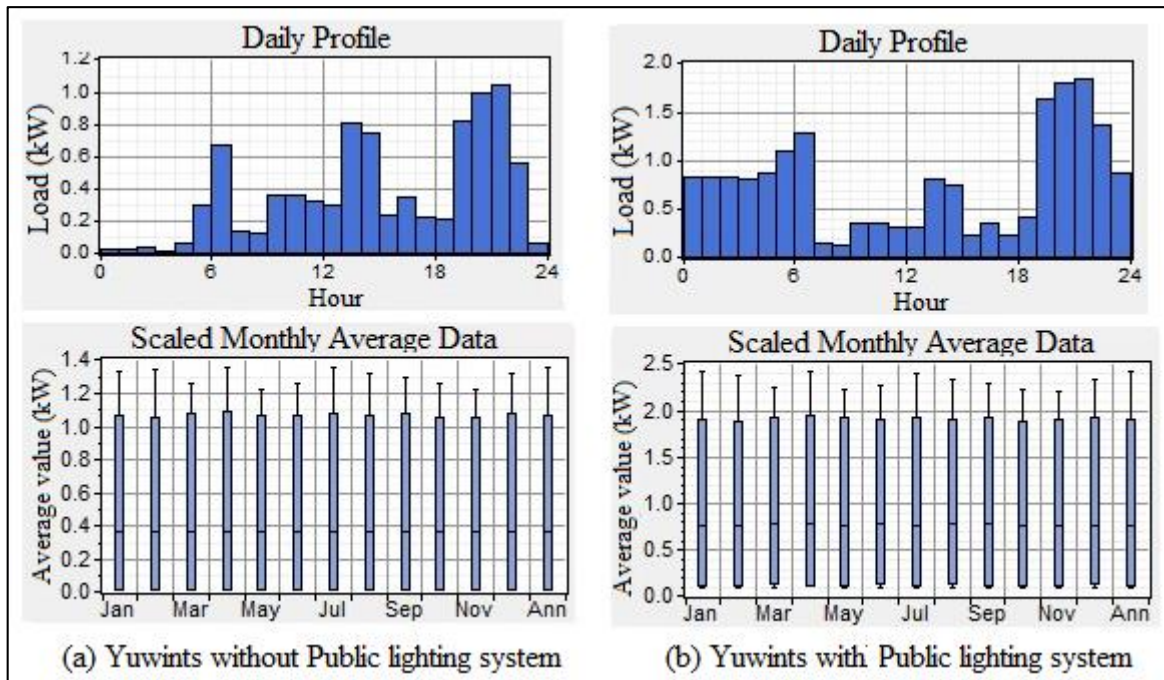 Daily Profile
1.2
1.0
0.8
0.6
0.4
0.2
0.0
Load (kW)
0 6 12 18 24
Hour
Scaled Monthly Average Data
1.4
1.2
1.0
0.8
0.6
0.4
0.2
0.0
Average value (kW)
Jan Mar May Jul Sep Nov Ann
(a) Yuwints without Public lighting system
Daily Profile
2.0
1.5
1.0
0.5
0.0
Load (kW)
0 6 12 18 24
Hour
Scaled Monthly Average Data
2.5
2.0
1.5
1.0
0.5
0.0
Average value (kW)
Jan Mar May Jul Sep Nov Ann
(b) Yuwints with Public lighting system